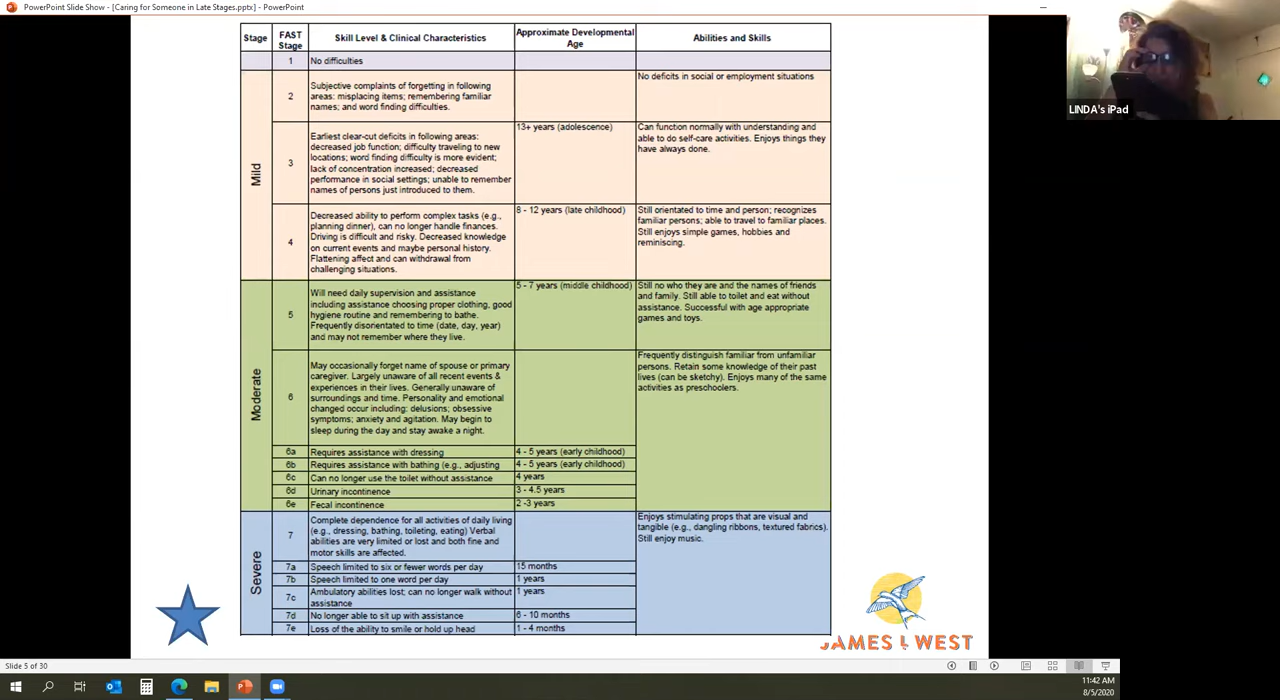 PowerPoint Slide Show - [Caring for Someone in Late Stages.pptx] - PowerPoint
LINDA's iPad
Stage
FAST
Stage
Skill Level & Clinical Characteristics
Approximate Developmental
Age
Abilities and Skills
1
No difficulties
Mild
2
Subjective complaints of forgetting in following
areas: misplacing items; remembering familiar
names; and word finding difficulties.
No deficits in social or employment situations
3
Earliest clear-cut deficits in following areas:
decreased job function; difficulty traveling to new
locations; word finding difficulty is more evident;
lack of concentration increased; decreased
performance in social settings; unable to remember
names of persons just introduced to them.
13+ years (adolescence)
Can function normally with understanding and
able to do self-care activities. Enjoys things they
have always done.
4
Decreased ability to perform complex tasks (e.g.,
planning dinner), can no longer handle finances.
Driving is difficult and risky. Decreased knowledge
on current events and maybe personal history.
Flattening affect and can withdrawal from
challenging situations.
8 - 12 years (late childhood)
Still orientated to time and person; recognizes
familiar persons; able to travel to familiar places.
Still enjoys simple games, hobbies and
reminiscing.
Moderate
5
Will need daily supervision and assistance
including assistance choosing proper clothing, good
hygiene routine and remembering to bathe.
Frequently disorientated to time (date, day, year)
and may not remember where they live.
5 - 7 years (middle childhood)
Still no who they are and the names of friends
and family. Still able to toilet and eat without
assistance. Successful with age appropriate
games and toys.
6
May occasionally forget name of spouse or primary
caregiver. Largely unaware of all recent events &
experiences in their lives. Generally unaware of
surroundings and time. Personality and emotional
changed occur including: delusions; obsessive
symptoms; anxiety and agitation. May begin to
sleep during the day and stay awake a night.
Frequently distinguish familiar from unfamiliar
persons. Retain some knowledge of their past
lives (can be sketchy). Enjoys many of the same
activities as preschoolers.
6a
Requires assistance with dressing
4 - 5 years (early childhood)
6b
Requires assistance with bathing (e.g., adjusting
4 - 5 years (early childhood)
6c
Can no longer use the toilet without assistance
4 years
6d
Urinary incontinence
3 - 4.5 years
6e
Fecal incontinence
2 -3 years
Severe
7
Complete dependence for all activities of daily living
(e.g., dressing, bathing, toileting, eating) Verbal
abilities are very limited or lost and both fine and
motor skills are affected.
Enjoys stimulating props that are visual and
tangible (e.g., dangling ribbons, textured fabrics).
Still enjoy music.
7a
Speech limited to six or fewer words per day
15 months
7b
Speech limited to one word per day
1 years
7c
Ambulatory abilities lost; can no longer walk without
assistance
1 years
7d
No longer able to sit up with assistance
6 - 10 months
7e
Loss of the ability to smile or hold up head
1 - 4 months
JAMES L WEST
Slide 5 of 30
11:42 AM
8/5/2020